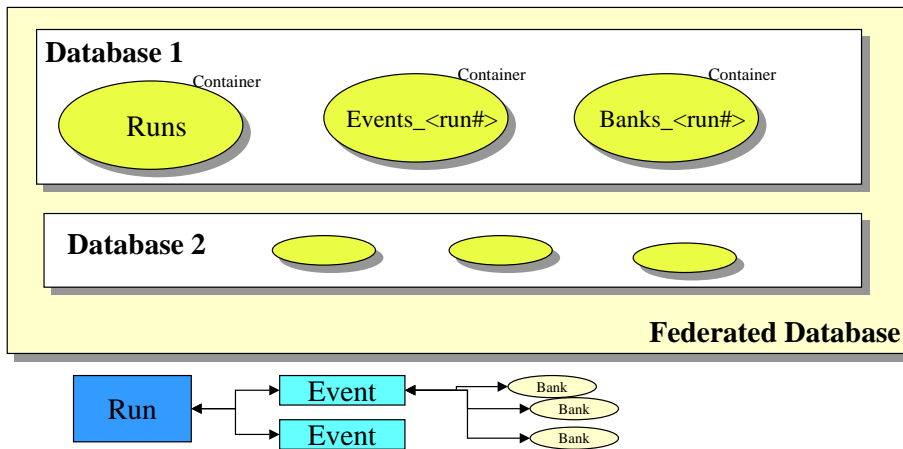 Database 1
Container
Container
Container
Runs
Events_<run#>
Banks_<run#>
Database 2
Federated Database
Run
Event
Event
Bank
Bank
Bank